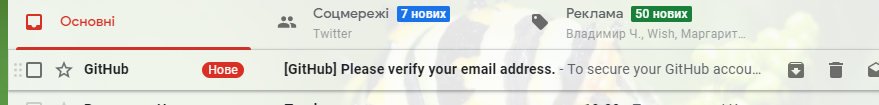 Основні
Соцмережі 7 нових
Twitter
Реклама 50 нових
Владимир Ч., Wish, Маргарит…
GitHub Нове [GitHub] Please verify your email address. - To secure your GitHub accou…